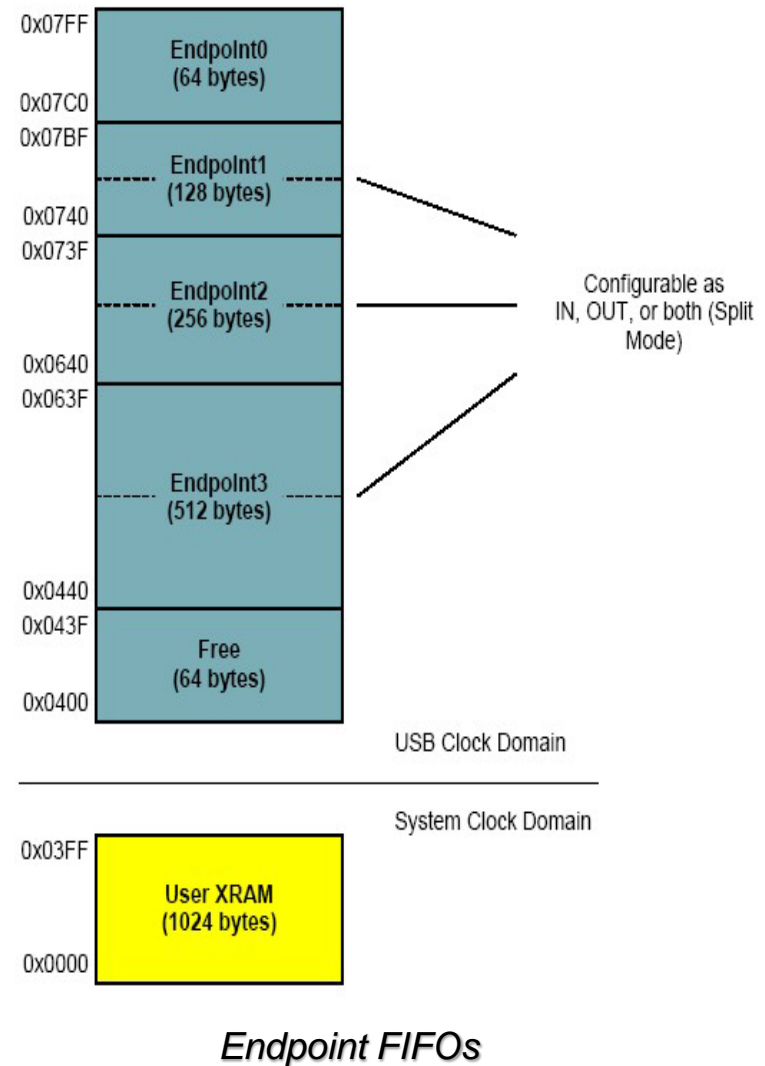 0x07FF
Endpoint0
(64 bytes)
0x07C0
0x07BF
Endpoint1
(128 bytes)
0x0740
0x073F
Endpoint2
(256 bytes)
Configurable as
IN, OUT, or both (Split
Mode)
0x0640
0x063F
Endpoint3
(512 bytes)
0x0440
0x043F
Free
(64 bytes)
0x0400
USB Clock Domain
System Clock Domain
0x03FF
User XRAM
(1024 bytes)
0x0000
Endpoint FIFOs